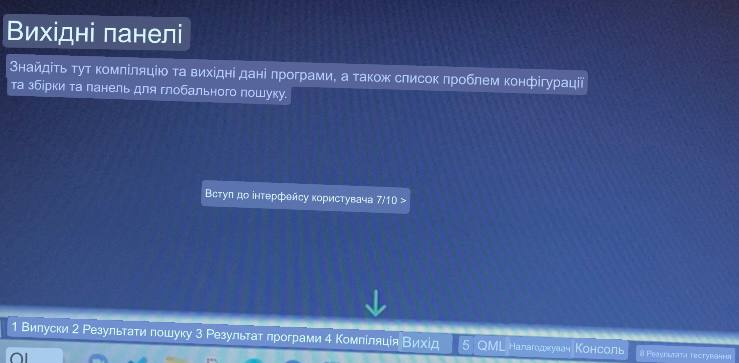 Вихідні панелі
Знайдіть тут компіляцію та вихідні дані програми, а також список проблем конфігурації
та збірки та панель для глобального пошуку.
Вступ до інтерфейсу користувача 7/10 >
1 Випуски 2 Результати пошуку 3 Результат програми 4 Компіляція Вихід 5 QML Налагоджувач Консоль 8 Результати тестування
QL